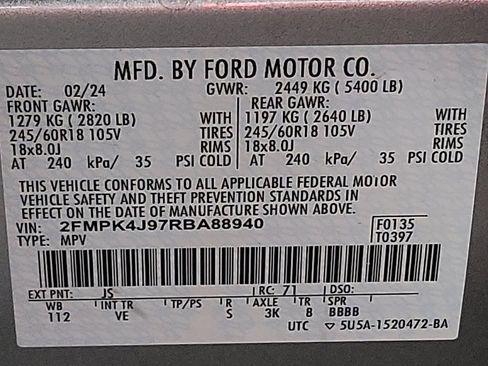 MFD. BY FORD MOTOR CO.
DATE: 02/24 GVWR: 2449 KG ( 5400 LB)
FRONT GAWR: REAR GAWR:
1279 KG ( 2820 LB) WITH 1197 KG ( 2640 LB)
245/60R18 105V TIRES 245/60R18 105V
18x8.0J RIMS 18x8.0J
AT 240 kPa/ 35 PSI COLD AT 240 kPa/ 35 PSI COLD
THIS VEHICLE CONFORMS TO ALL APPLICABLE FEDERAL MOTOR
VEHICLE SAFETY AND THEFT PREVENTION STANDARDS IN
EFFECT ON THE DATE OF MANUFACTURE SHOWN ABOVE.
VIN: 2FMPK4J97RBA88940 F0135
TYPE: MPV T0397
EXT PNT: JS RC: 71 DSO:
WB INT TR TP/PS R AXLE TR SPR
112 VE S 3K 8 BBBB
UTC ▽ 5U5A-1520472-BA